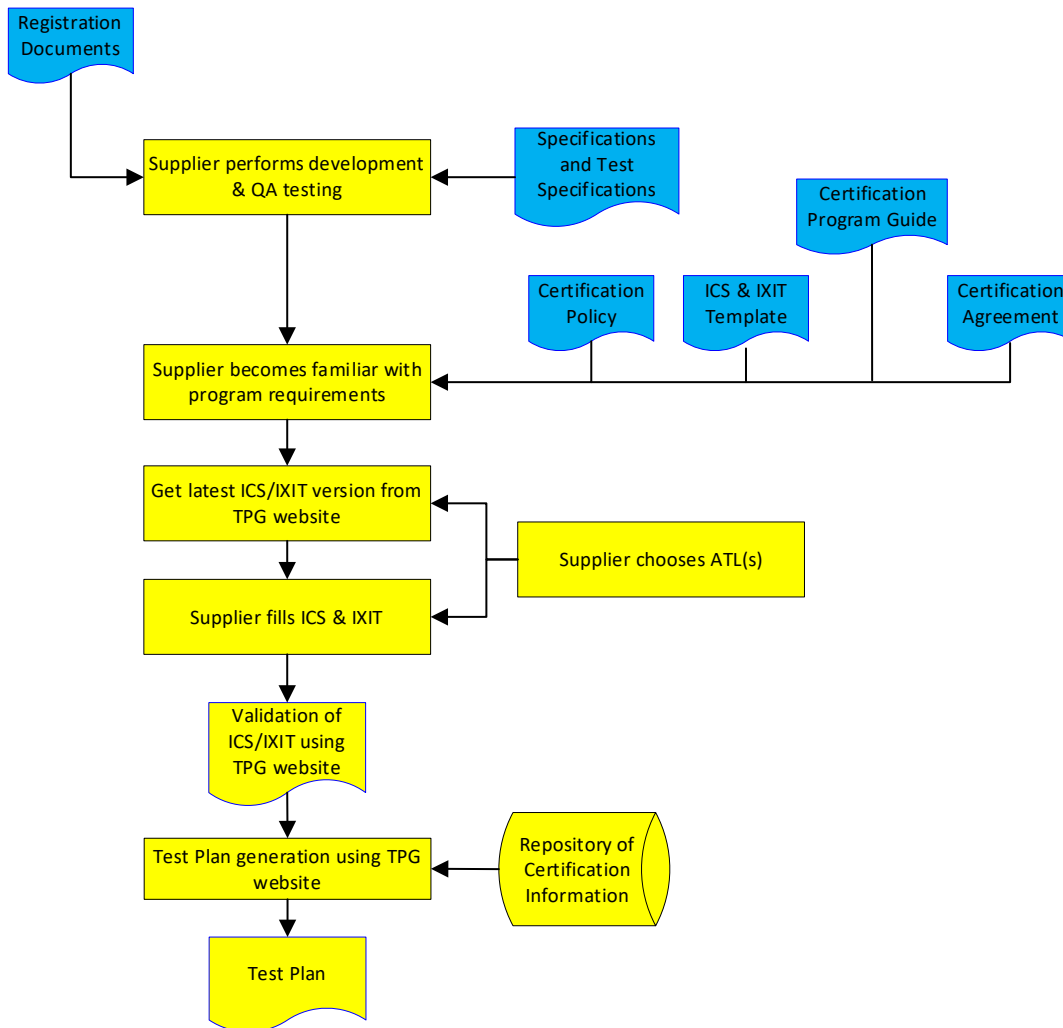 Registration
Documents
Supplier performs development
& QA testing
Specifications
and Test
Specifications
Certification
Program Guide
Certification
Policy
ICS & IXIT
Template
Certification
Agreement
Supplier becomes familiar with
program requirements
Get latest ICS/IXIT version from
TPG website
Supplier chooses ATL(s)
Supplier fills ICS & IXIT
Validation of
ICS/IXIT using
TPG website
Test Plan generation using TPG
website
Repository of
Certification
Information
Test Plan